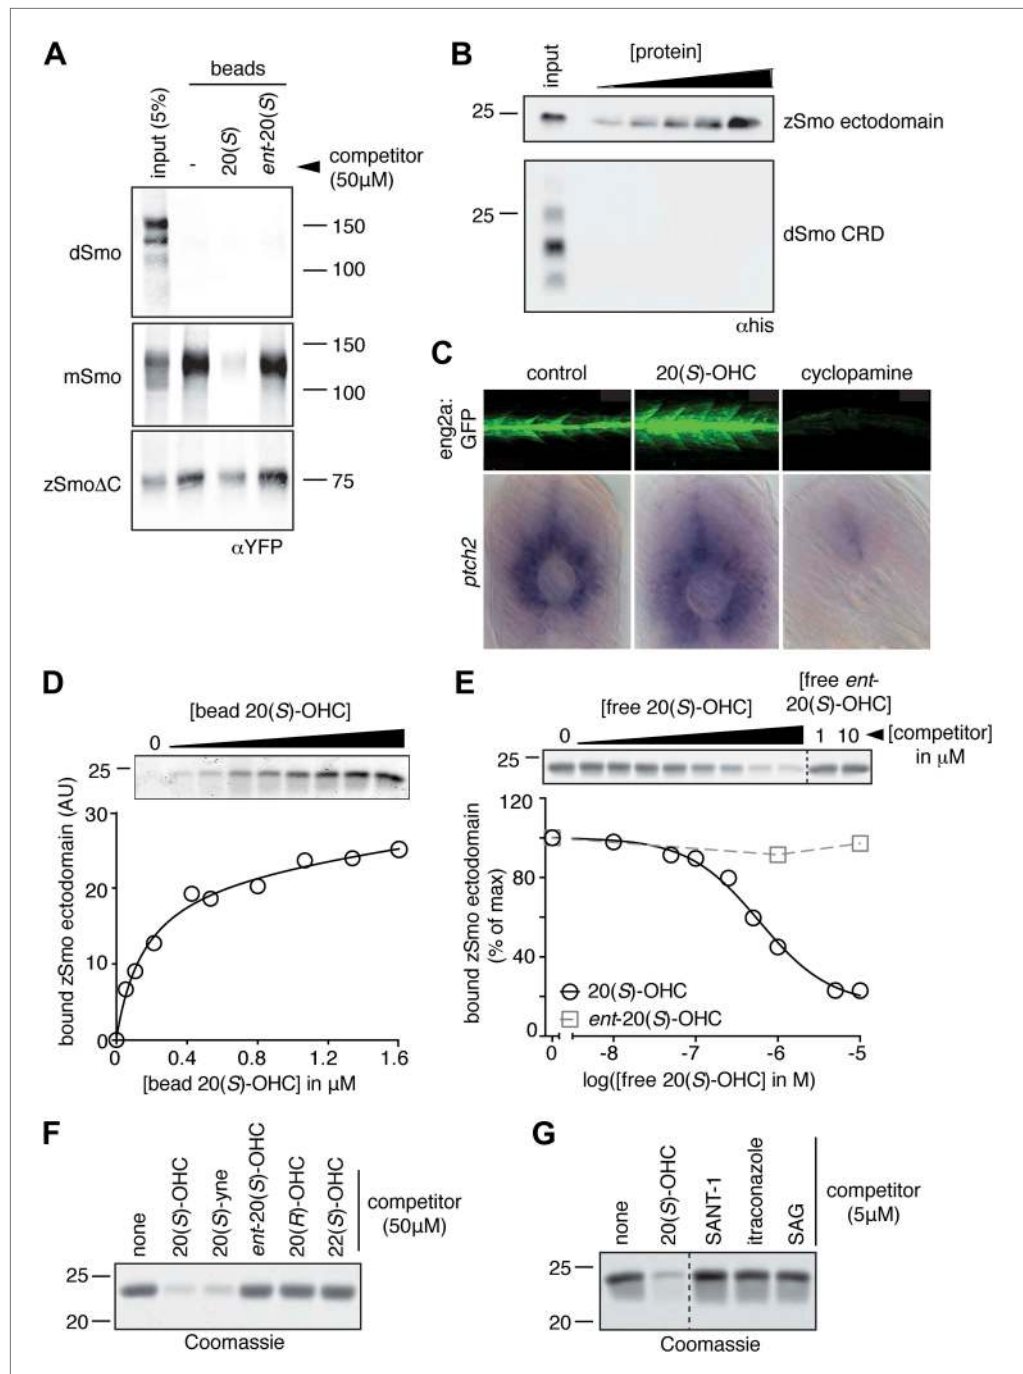 A
beads
input (5%)
-
20(S)
ent-20(S)
competitor
(50μM)
dSmo
150
100
mSmo
150
100
zSmoΔC
75
αYFP
B
input
[protein]
25
zSmo ectodomain
25
dSmo CRD
αhis
C
control
20(S)-OHC
cyclopamine
eng2a:
GFP
ptch2
D
[bead 20(S)-OHC]
0
25
bound zSmo ectodomain (AU)
30
20
10
0
0
0.4
0.8
1.2
1.6
[bead 20(S)-OHC] in μM
E
[free 20(S)-OHC]
[free ent-
20(S)-OHC]
0
1
10
[competitor]
in μM
25
bound zSmo ectodomain
(% of max)
120
80
40
0
20(S)-OHC
ent-20(S)-OHC
0
-8
-7
-6
-5
log([free 20(S)-OHC] in M)
F
none
20(S)-OHC
20(S)-yne
ent-20(S)-OHC
20(R)-OHC
22(S)-OHC
competitor
(50μM)
25
20
Coomassie
G
none
20(S)-OHC
SANT-1
itraconazole
SAG
competitor
(5μM)
25
20
Coomassie